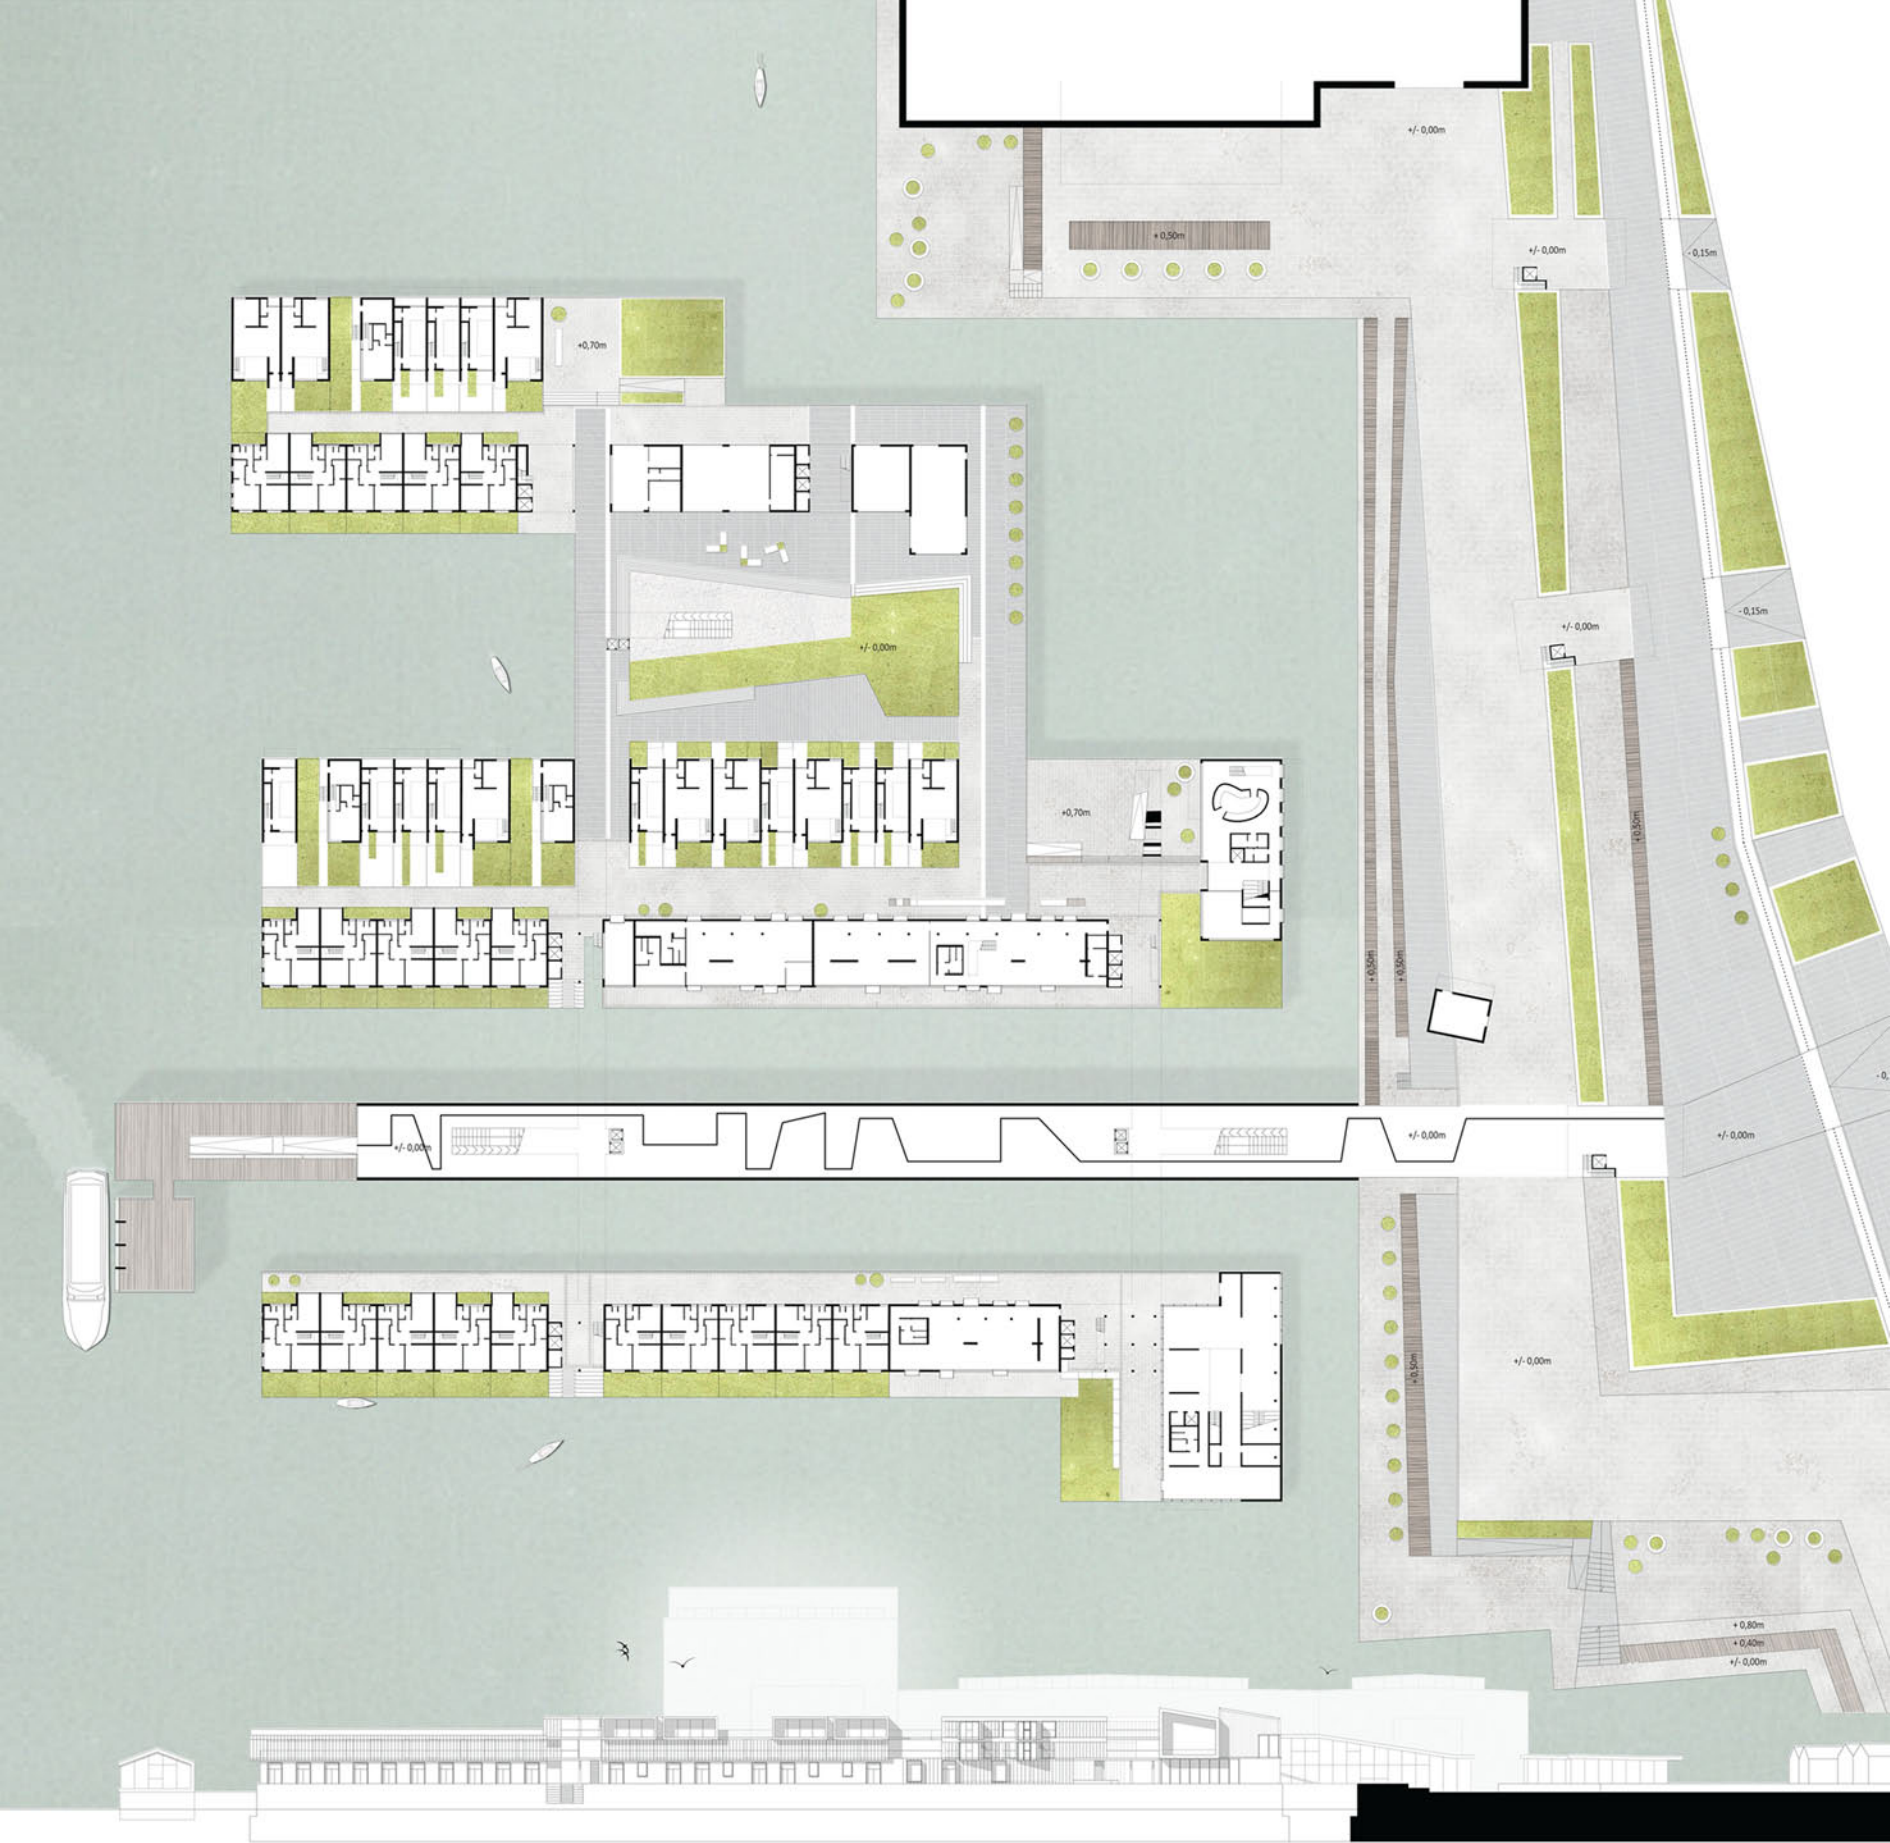 +/- 0,00m
+ 0,50m
+/- 0,00m
- 0,15m
+0,70m
- 0,15m
+/- 0,00m
+/- 0,00m
+0,70m
+ 0,50m
+ 0,50m
+ 0,50m
- 0,
+/- 0,00m
+/- 0,00m
+/- 0,00m
+/- 0,00m
+ 0,50m
+ 0,80m
+ 0,40m
+/- 0,00m